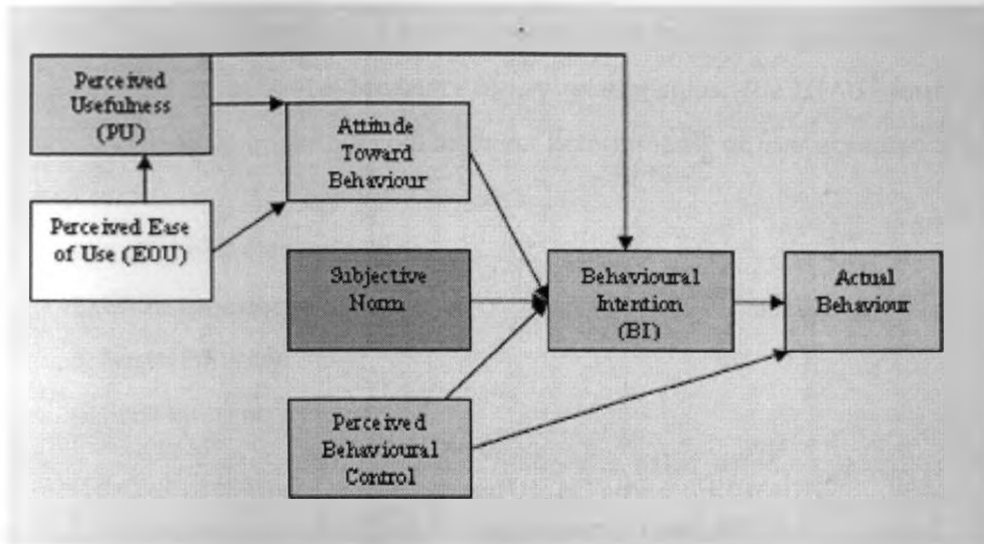 Perceived
Usefulness
(PU)
Attitude
Toward
Behaviour
Perceived Ease
of Use (EOU)
Subjective
Norm
Behavioural
Intention
(BI)
Actual
Behaviour
Perceived
Behavioural
Control